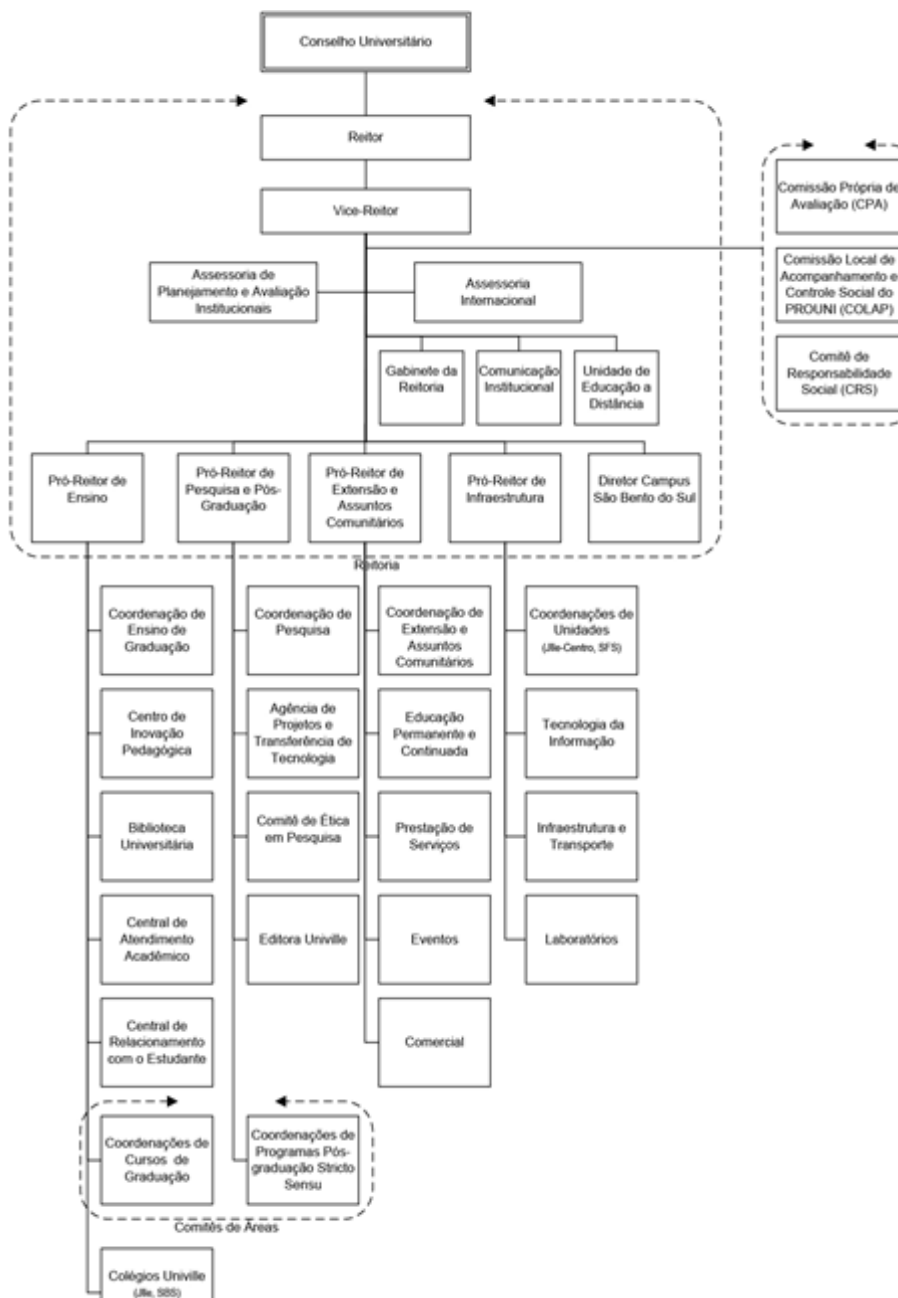 Conselho Universitário
Reitor
Vice-Reitor
Comissão Própria de
Avaliação (CPA)
Comissão Local de
Acompanhamento e
Controle Social do
PROUNI (COLAP)
Comitê de
Responsabilidade
Social (CRS)
Assessoria de
Planejamento e Avaliação
Institucionais
Assessoria
Internacional
Gabinete da
Reitoria
Comunicação
Institucional
Unidade de
Educação a
Distância
Pró-Reitor de
Ensino
Pró-Reitor de
Pesquisa e Pós-
Graduação
Pró-Reitor de
Extensão e
Assuntos
Comunitários
Pró-Reitor de
Infraestrutura
Diretor Campus
São Bento do Sul
Reitoria
Coordenação de
Ensino de
Graduação
Centro de
Inovação
Pedagógica
Biblioteca
Universitária
Central de
Atendimento
Acadêmico
Central de
Relacionamento
com o Estudante
Coordenações de
Cursos de
Graduação
Colégios Univille
(Jlle, SBS)
Coordenação de
Pesquisa
Agência de
Projetos e
Transferência de
Tecnologia
Comitê de Ética
em Pesquisa
Editora Univille
Coordenações de
Programas Pós-
graduação Stricto
Sensu
Comitês de Áreas
Coordenação de
Extensão e
Assuntos
Comunitários
Educação
Permanente e
Continuada
Prestação de
Serviços
Eventos
Comercial
Coordenações de
Unidades
(Jlle-Centro, SFS)
Tecnologia da
Informação
Infraestrutura e
Transporte
Laboratórios